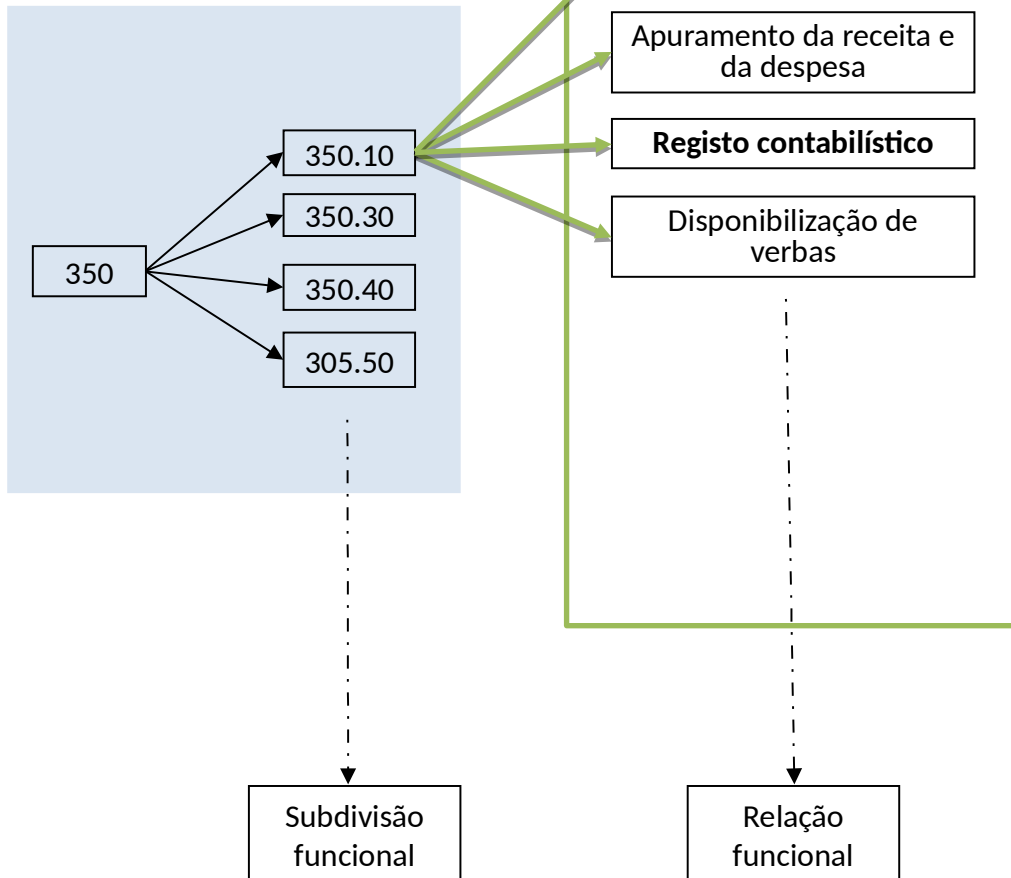 Apuramento da receita e
da despesa
Registo contabilístico
Disponibilização de
verbas
350.10
350.30
350
350.40
305.50
Subdivisão
funcional
Relação
funcional